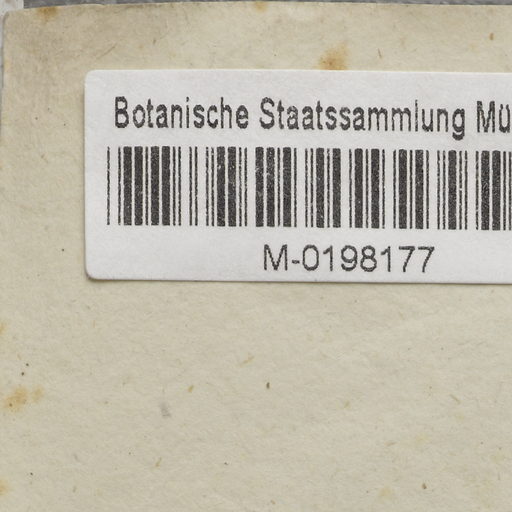 Botanische Staatssammlung Mü
M-0198177